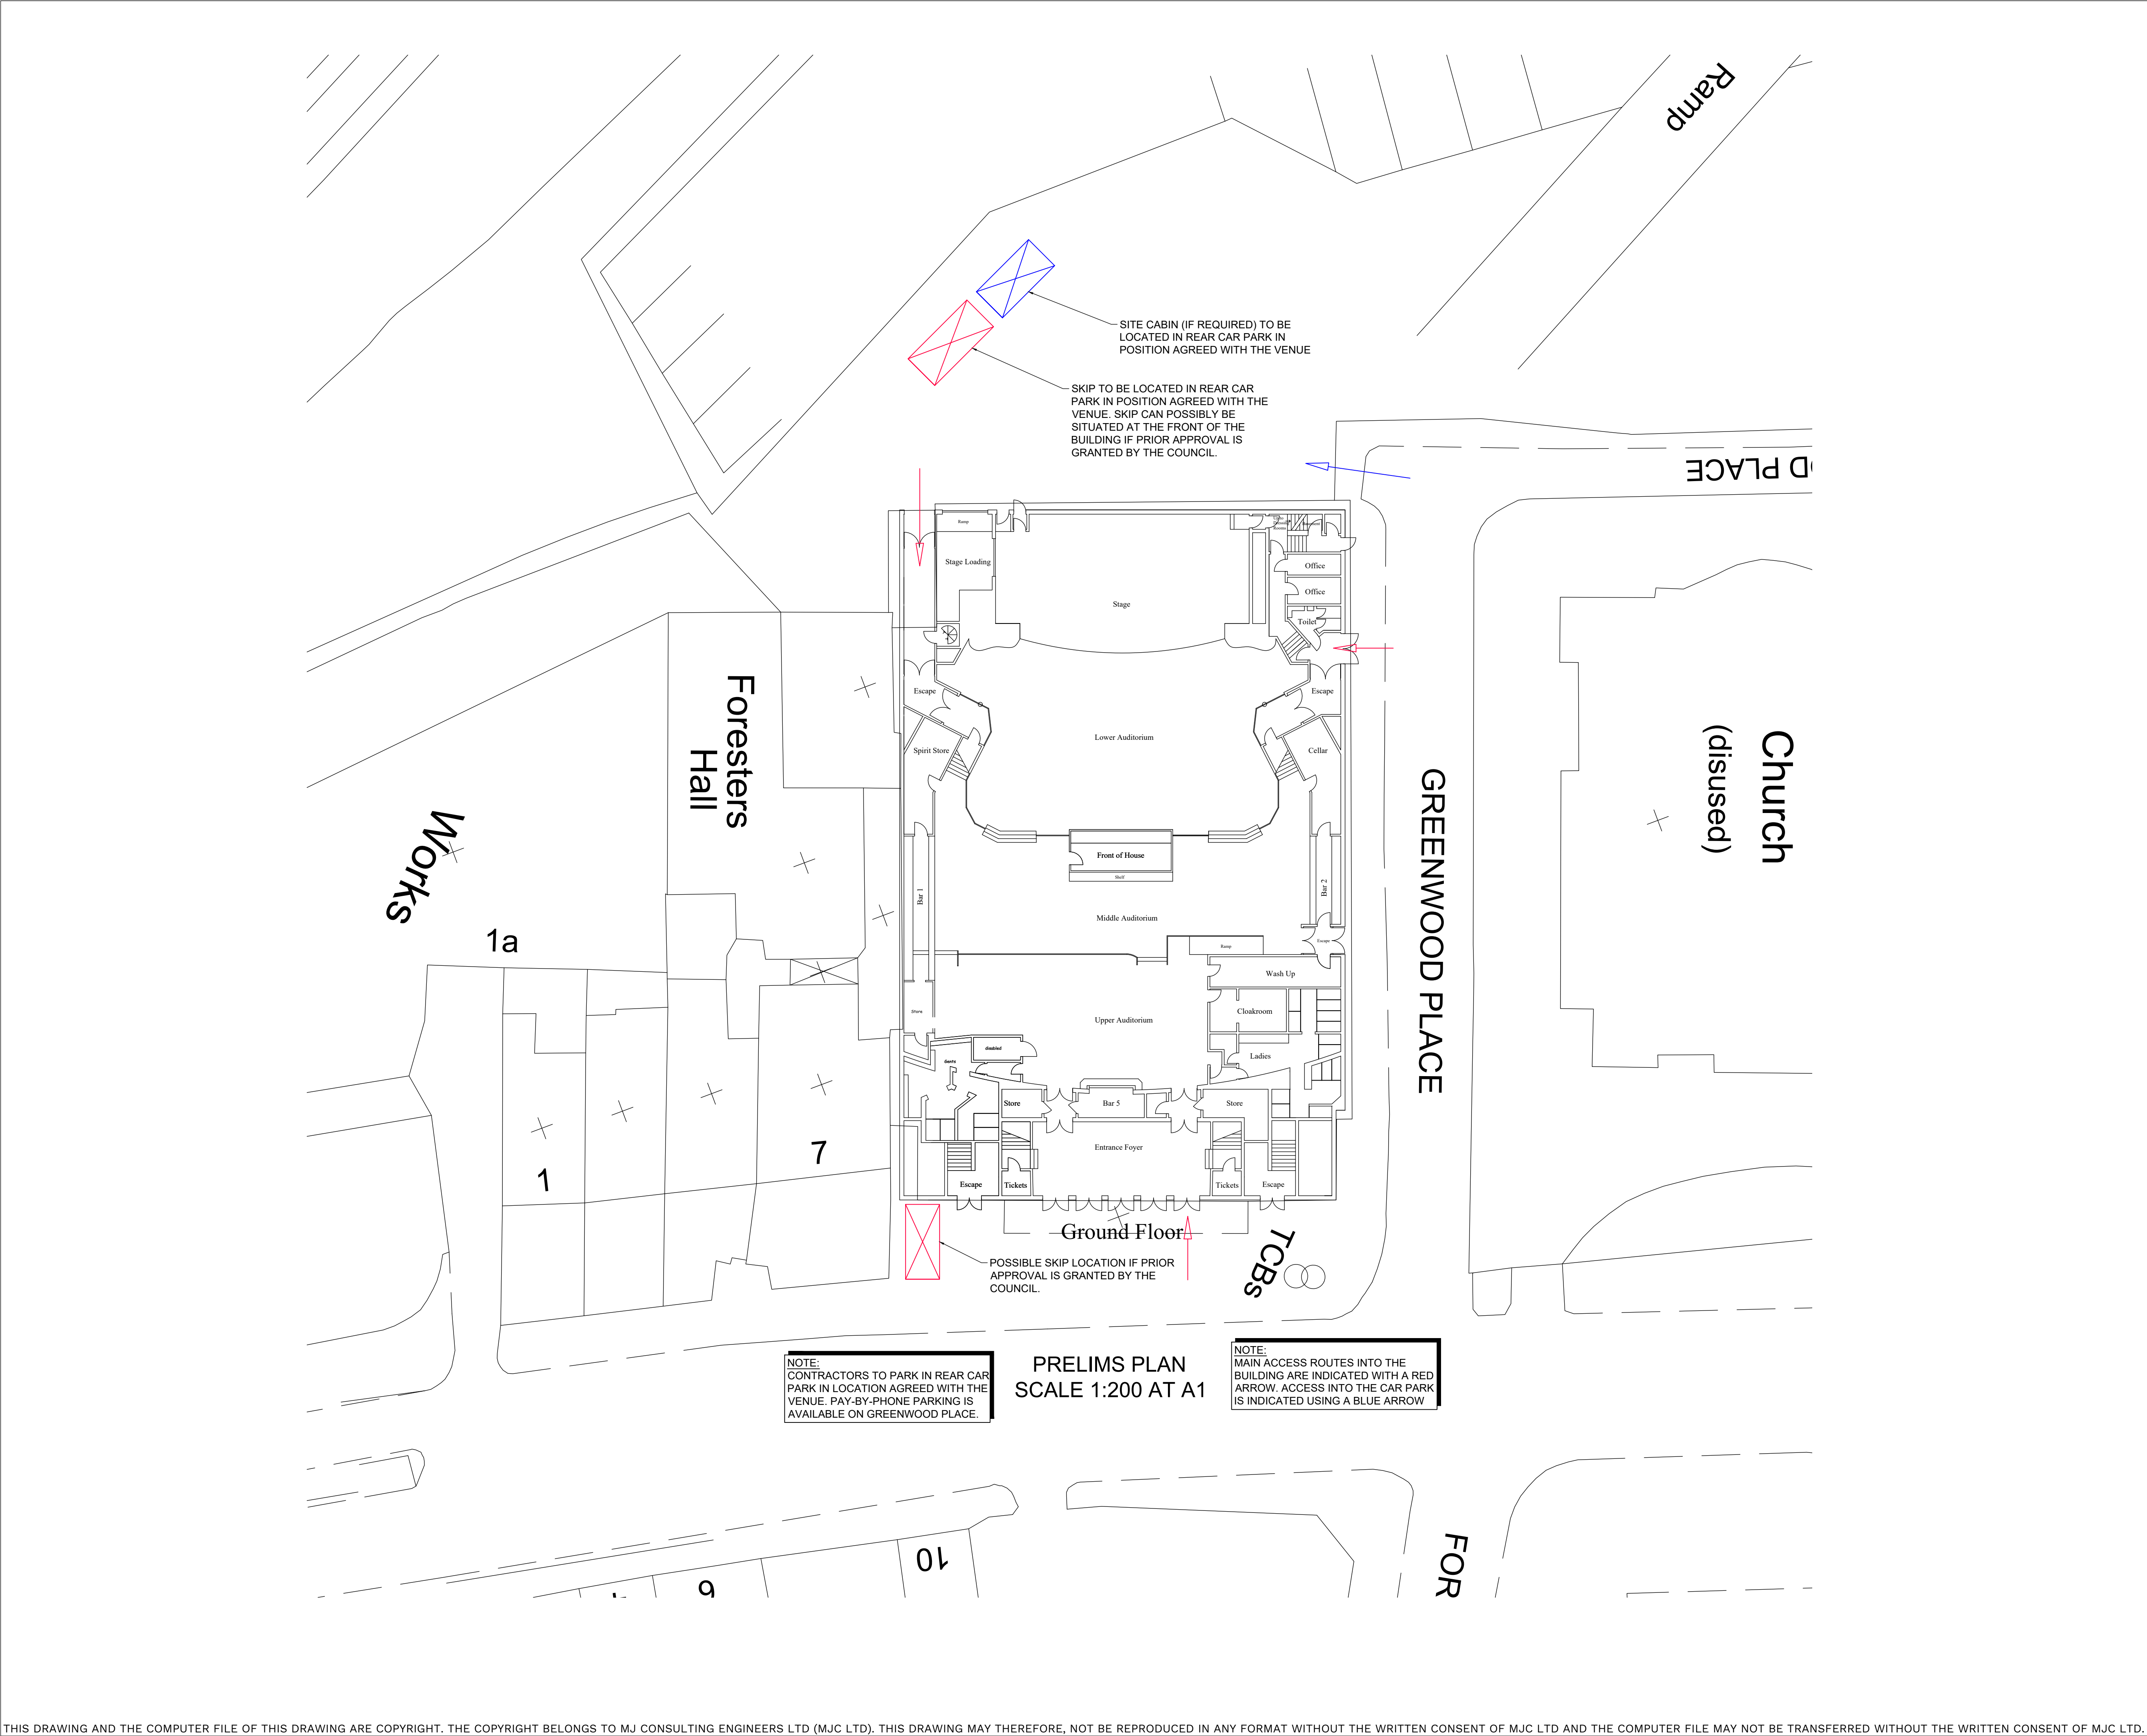 Ramp
SITE CABIN (IF REQUIRED) TO BE
LOCATED IN REAR CAR PARK IN
POSITION AGREED WITH THE VENUE
SKIP TO BE LOCATED IN REAR CAR
PARK IN POSITION AGREED WITH THE
VENUE. SKIP CAN POSSIBLY BE
SITUATED AT THE FRONT OF THE
BUILDING IF PRIOR APPROVAL IS
GRANTED BY THE COUNCIL.
D PLACE
Ramp
Stage Loading
Office
Office
Stage
Toilet
Escape
Escape
Foresters
Hall
Lower Auditorium
Spirit Store
Cellar
Church
(disused)
GREENWOOD PLACE
Works
Front of House
Shelf
Bar 1
Bar 2
Middle Auditorium
1a
Escape
Ramp
Wash Up
Store
Cloakroom
Upper Auditorium
disabled
Gents
Ladies
Store
Bar 5
Store
Entrance Foyer
7
1
Escape
Tickets
Tickets
Escape
Ground Floor
TCBs
POSSIBLE SKIP LOCATION IF PRIOR
APPROVAL IS GRANTED BY THE
COUNCIL.
NOTE:
CONTRACTORS TO PARK IN REAR CAR
PARK IN LOCATION AGREED WITH THE
VENUE. PAY-BY-PHONE PARKING IS
AVAILABLE ON GREENWOOD PLACE.
PRELIMS PLAN
SCALE 1:200 AT A1
NOTE:
MAIN ACCESS ROUTES INTO THE
BUILDING ARE INDICATED WITH A RED
ARROW. ACCESS INTO THE CAR PARK
IS INDICATED USING A BLUE ARROW
FOR
10
6
THIS DRAWING AND THE COMPUTER FILE OF THIS DRAWING ARE COPYRIGHT. THE COPYRIGHT BELONGS TO MJ CONSULTING ENGINEERS LTD (MJC LTD). THIS DRAWING MAY THEREFORE, NOT BE REPRODUCED IN ANY FORMAT WITHOUT THE WRITTEN CONSENT OF MJC LTD AND THE COMPUTER FILE MAY NOT BE TRANSFERRED WITHOUT THE WRITTEN CONSENT OF MJC LTD.